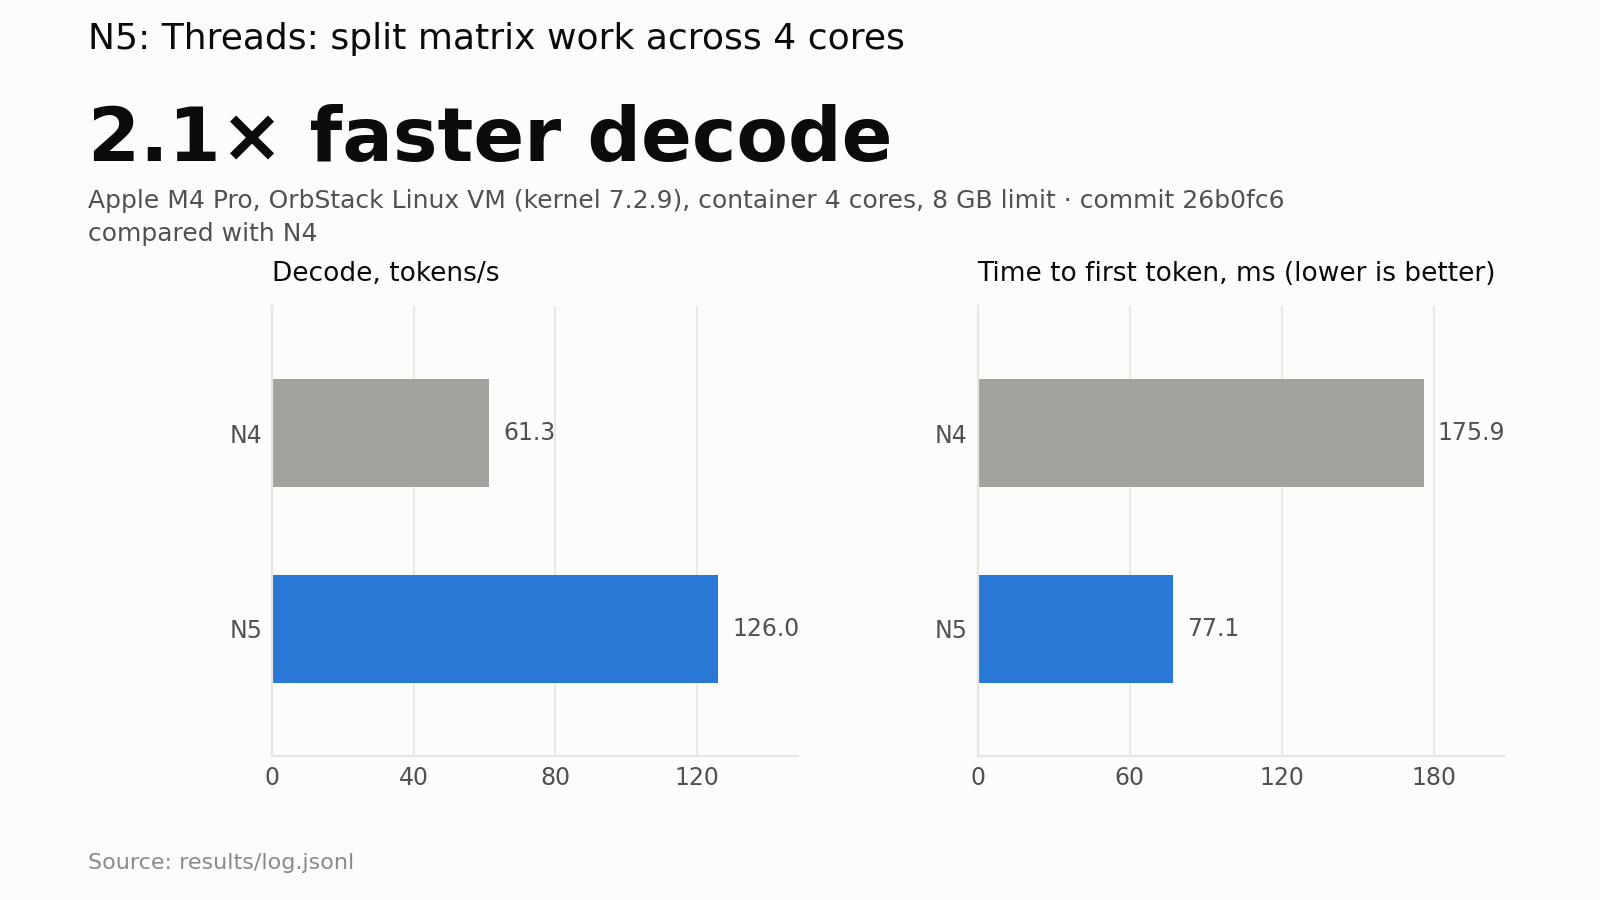 N5: Threads: split matrix work across 4 cores
2.1× faster decode
Apple M4 Pro, OrbStack Linux VM (kernel 7.2.9), container 4 cores, 8 GB limit · commit 26b0fc6
compared with N4
Decode, tokens/s
N4
61.3
N5
126.0
0 40 80 120
Time to first token, ms (lower is better)
N4
175.9
N5
77.1
0 60 120 180
Source: results/log.jsonl